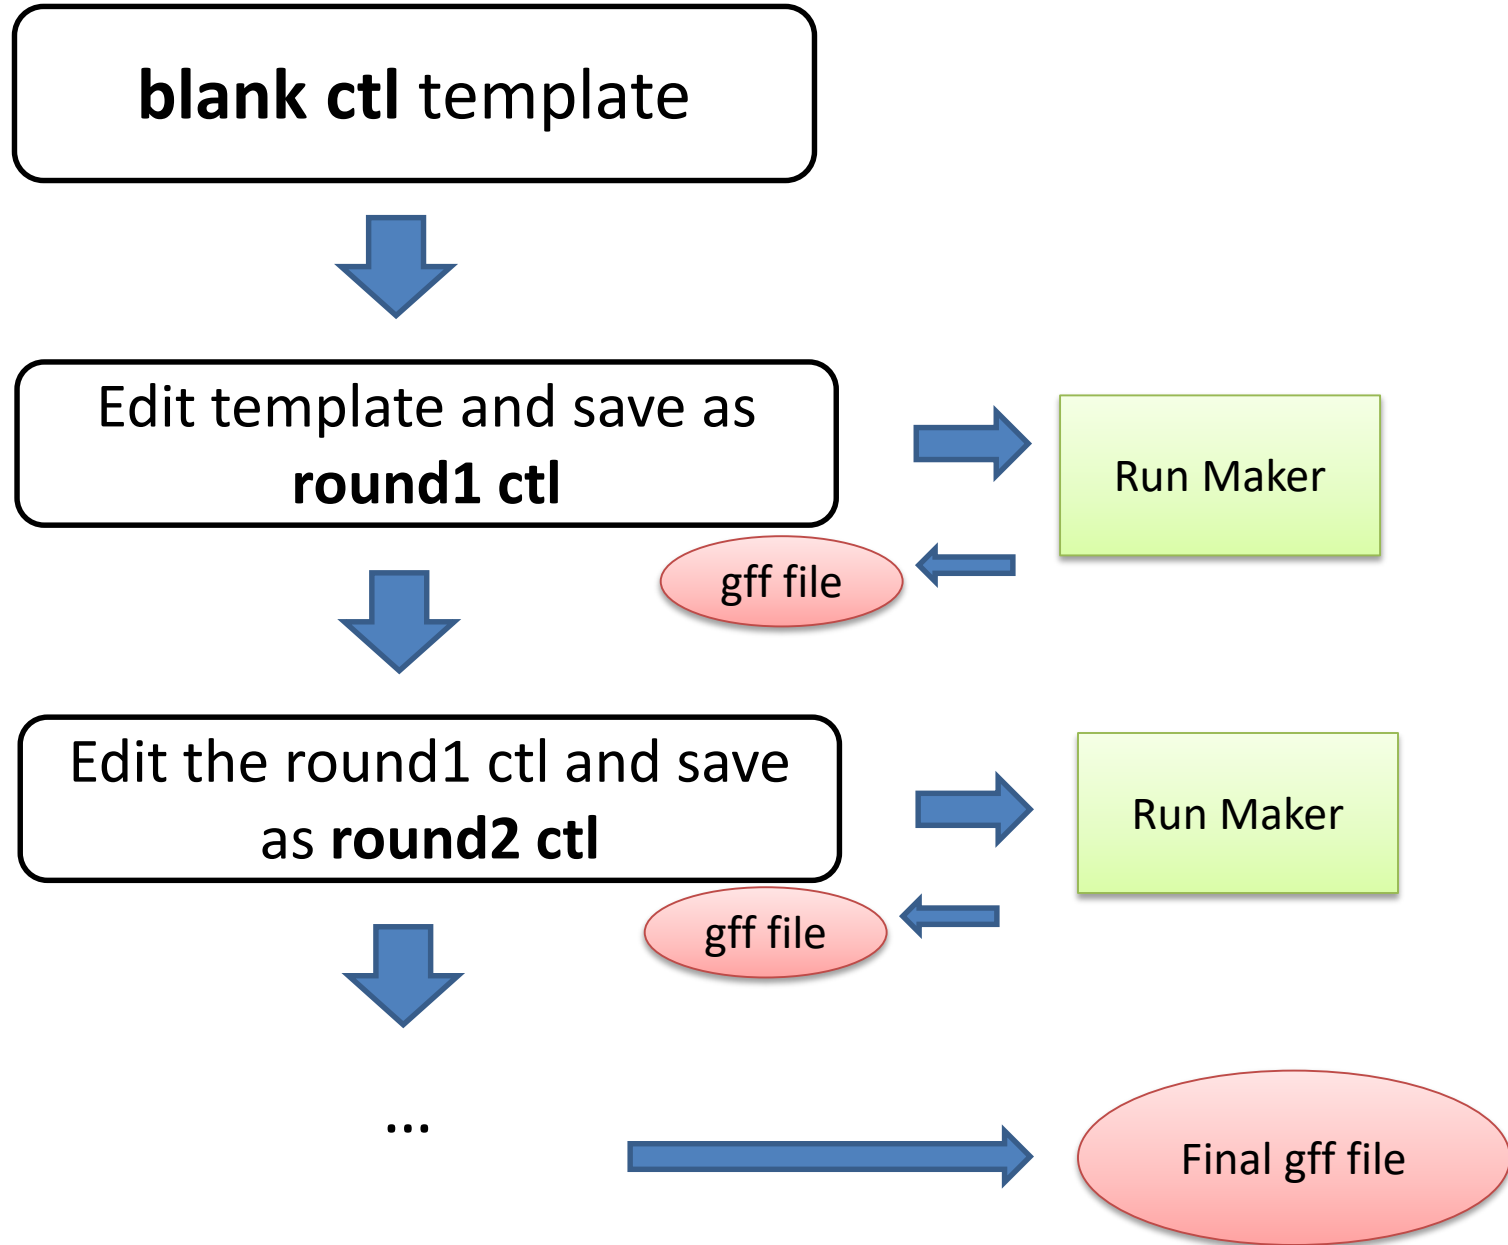 blank ctl template
Edit template and save as
round1 ctl
Run Maker
gff file
Edit the round1 ctl and save
as round2 ctl
Run Maker
gff file
...
Final gff file